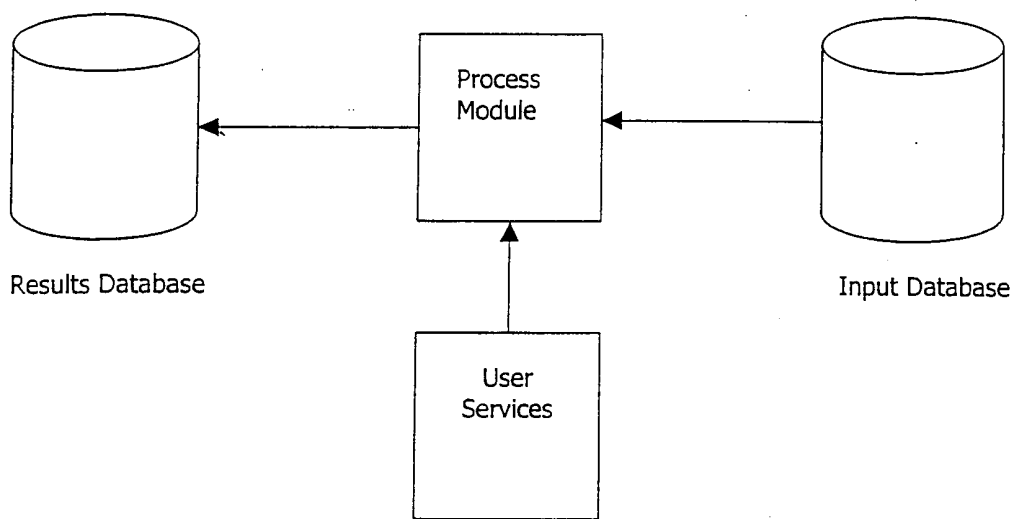 Process
Module
Results Database
Input Database
User
Services